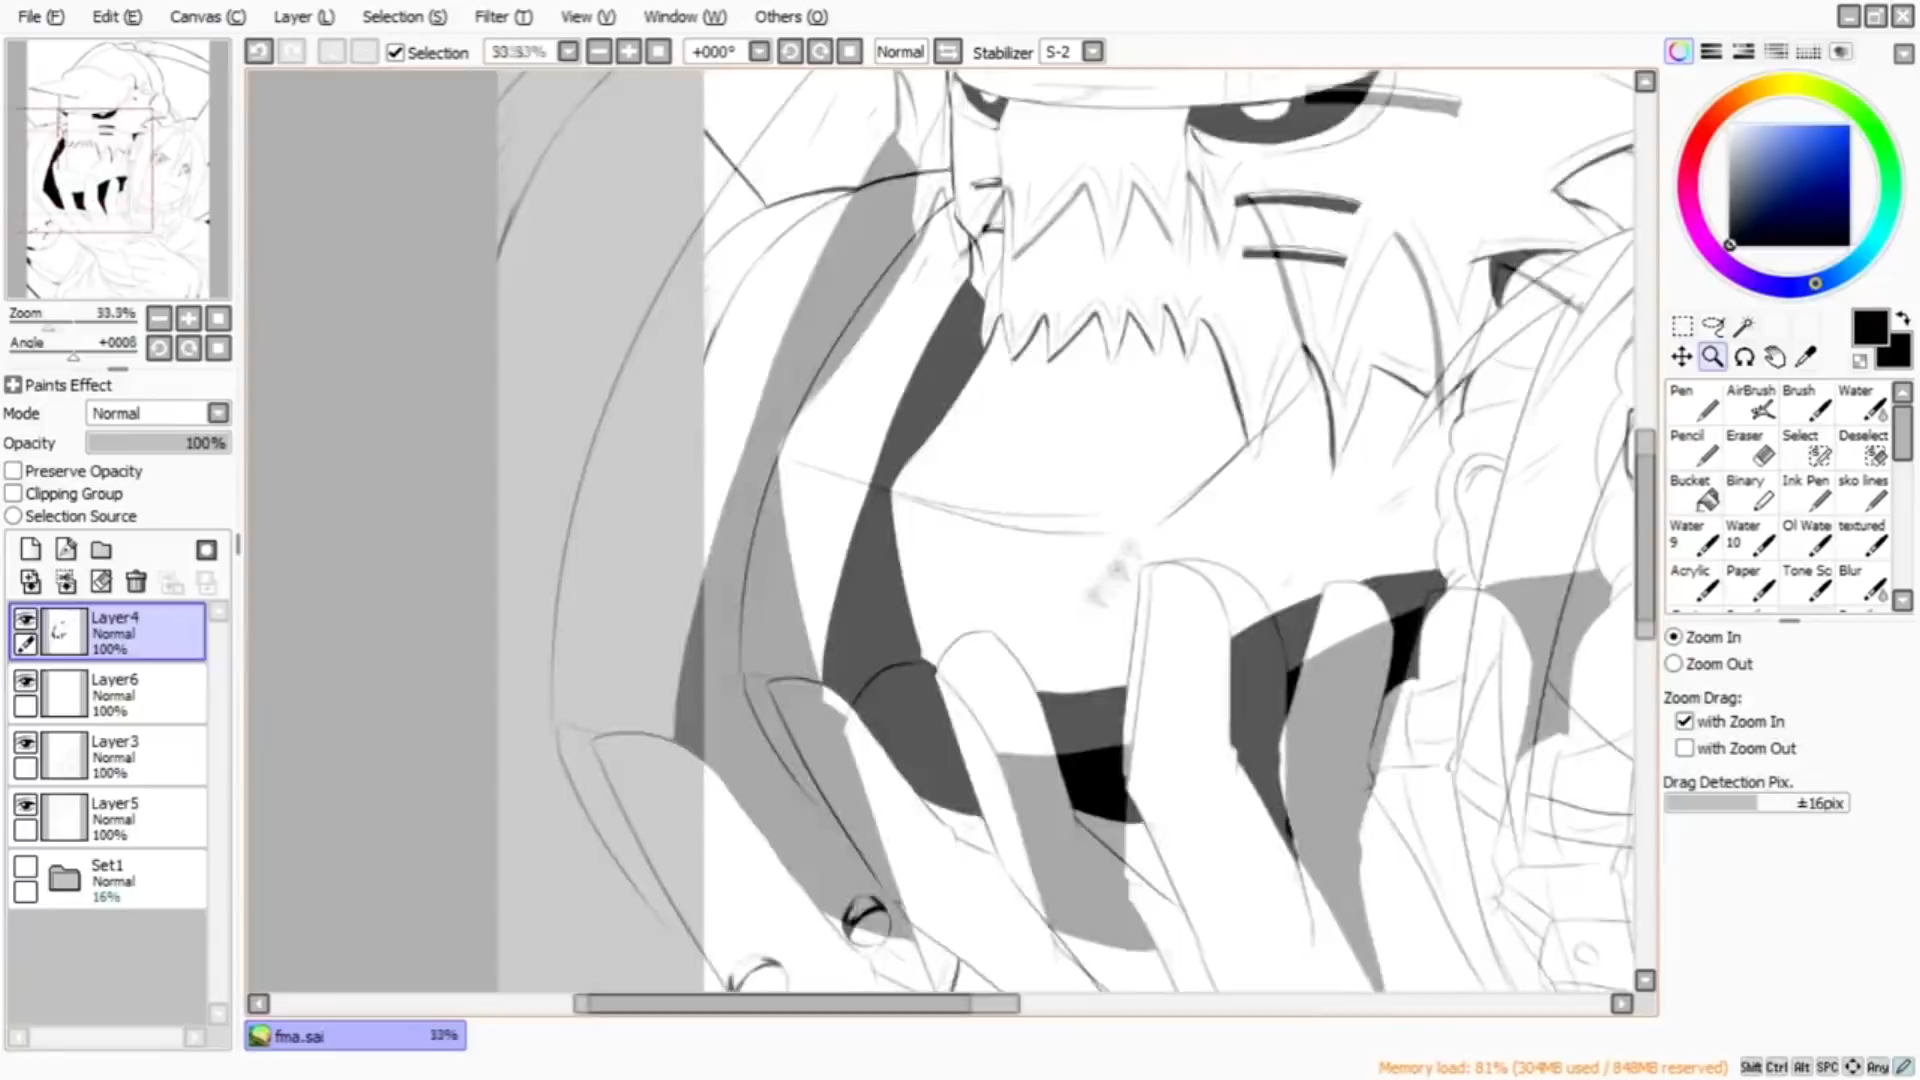 File (F) Edit (E) Canvas (C) Layer (L) Selection (S) Filter (T) View (V) Window (W) Others (O)
Selection +000° Normal Stabilizer S-2
Zoom 33.3%
Angle
Paints Effect
Mode Normal
Opacity 100%
Preserve Opacity
Clipping Group
Selection Source
Layer4
Normal
100%
Layer6
Normal
100%
Layer3
Normal
100%
Layer5
Normal
100%
Set1
Normal
16%
fma.sai 33%
Pen AirBrush Brush Water
Pencil Eraser Select Deselect
Bucket Binary Ink Pen sko lines
Water 9 Water 10 Ol Wate textured
Acrylic Paper Tone Sc Blur
Zoom In
Zoom Out
Zoom Drag:
with Zoom In
with Zoom Out
Drag Detection Pix.
±16pix
Memory load: 81% (304MB used / 848MB reserved) Shift Ctrl Alt SPC Any